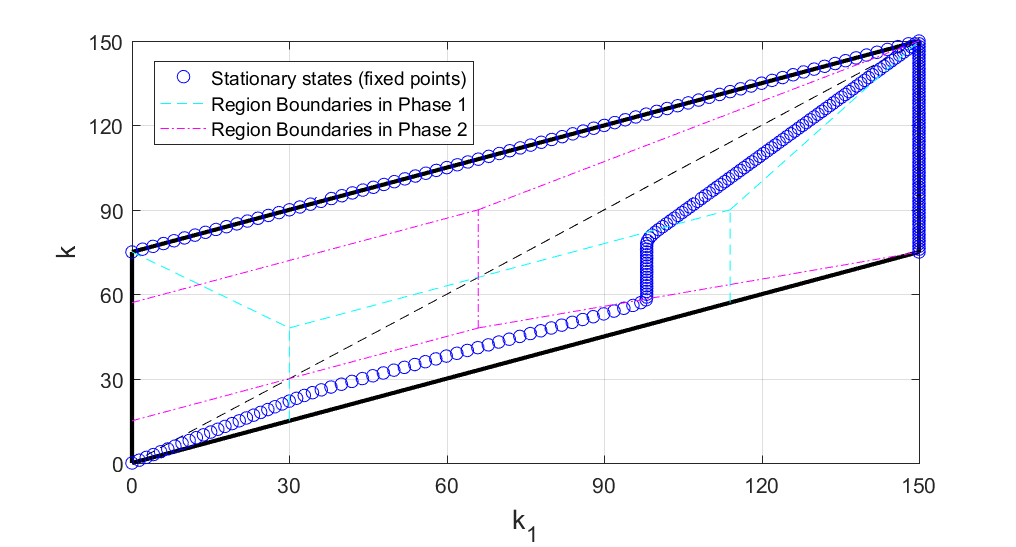 150
120
90
60
30
0
k
Stationary states (fixed points)
Region Boundaries in Phase 1
Region Boundaries in Phase 2
0 30 60 90 120 150
k₁